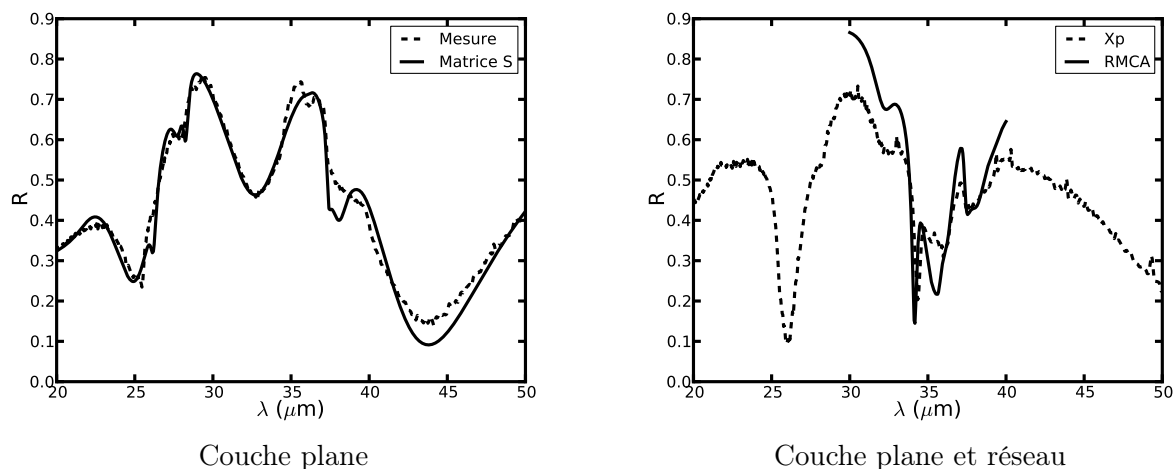 0.9
0.8
0.7
0.6
0.5
0.4
0.3
0.2
0.1
0.0
R
20 25 30 35 40 45 50
λ (μm)
Mesure
Matrice S
Couche plane
0.9
0.8
0.7
0.6
0.5
0.4
0.3
0.2
0.1
0.0
R
20 25 30 35 40 45 50
λ (μm)
Xp
RMCA
Couche plane et réseau